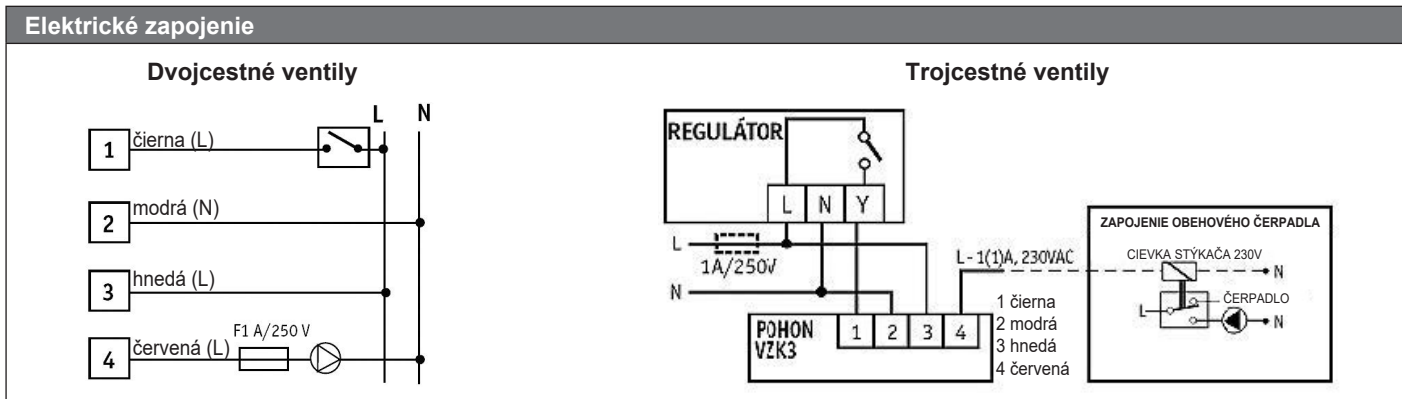 Elektrické zapojenie
Dvojcestné ventily
L N
1 čierna (L)
2 modrá (N)
3 hnedá (L)
4 červená (L)
F1 A/250 V
Trojcestné ventily
REGULÁTOR
L N Y
L
1A/250V
N
L - 1(1)A, 230VAC
POHON
VZK3
1 2 3 4
1 čierna
2 modrá
3 hnedá
4 červená
ZAPOJENIE OBEHOVÉHO ČERPADLA
CIEVKA STÝKAČA 230V
N
ČERPADLO
L
N